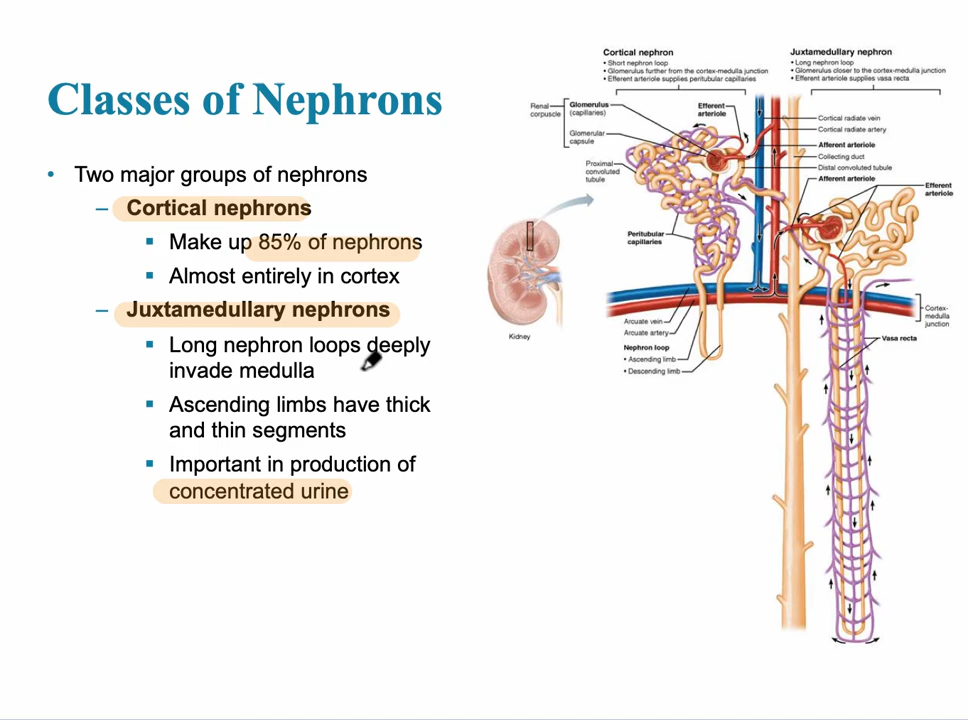 Classes of Nephrons
• Two major groups of nephrons
– Cortical nephrons
▪ Make up 85% of nephrons
▪ Almost entirely in cortex
– Juxtamedullary nephrons
▪ Long nephron loops deeply
invade medulla
▪ Ascending limbs have thick
and thin segments
▪ Important in production of
concentrated urine
Cortical nephron
• Short nephron loop
• Glomerulus further from the cortex-medulla junction
• Efferent arteriole supplies peritubular capillaries
Juxtamedullary nephron
• Long nephron loop
• Glomerulus closer to the cortex-medulla junction
• Efferent arteriole supplies vasa recta
Renal
corpuscle
Glomerulus
(capillaries)
Glomerular
capsule
Efferent
arteriole
Proximal
convoluted
tubule
Peritubular
capillaries
Cortical radiate vein
Cortical radiate artery
Afferent arteriole
Collecting duct
Distal convoluted tubule
Afferent arteriole
Efferent
arteriole
Kidney
Arcuate vein
Arcuate artery
Nephron loop
• Ascending limb
• Descending limb
Cortex-
medulla
junction
Vasa recta